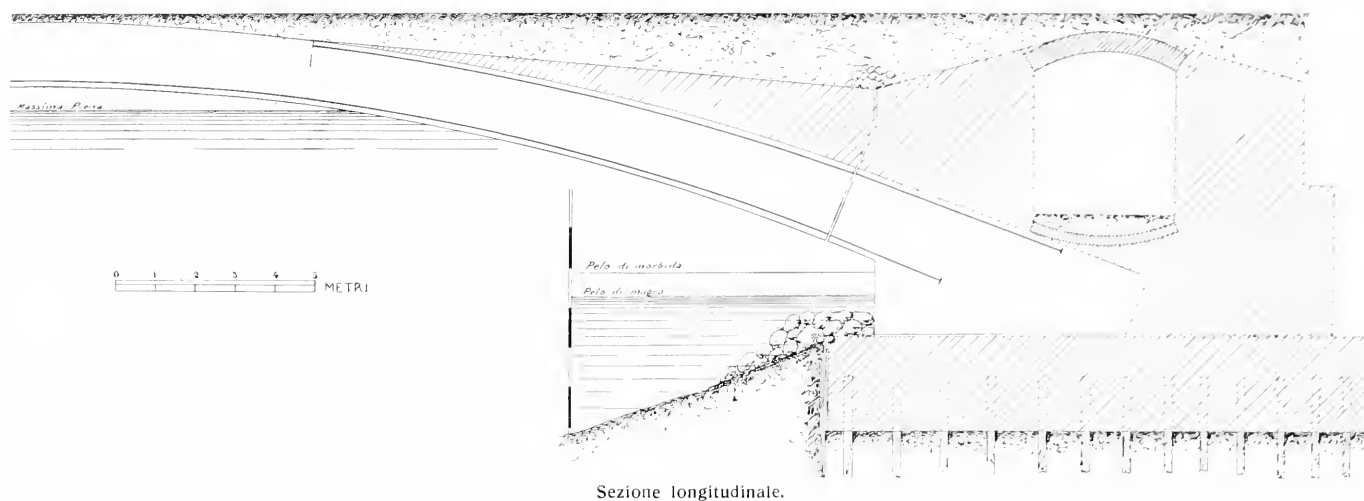 Massima Piena
Pelo di morbida
Pelo di magra
0 1 2 3 4 5
METRI
Sezione longitudinale.